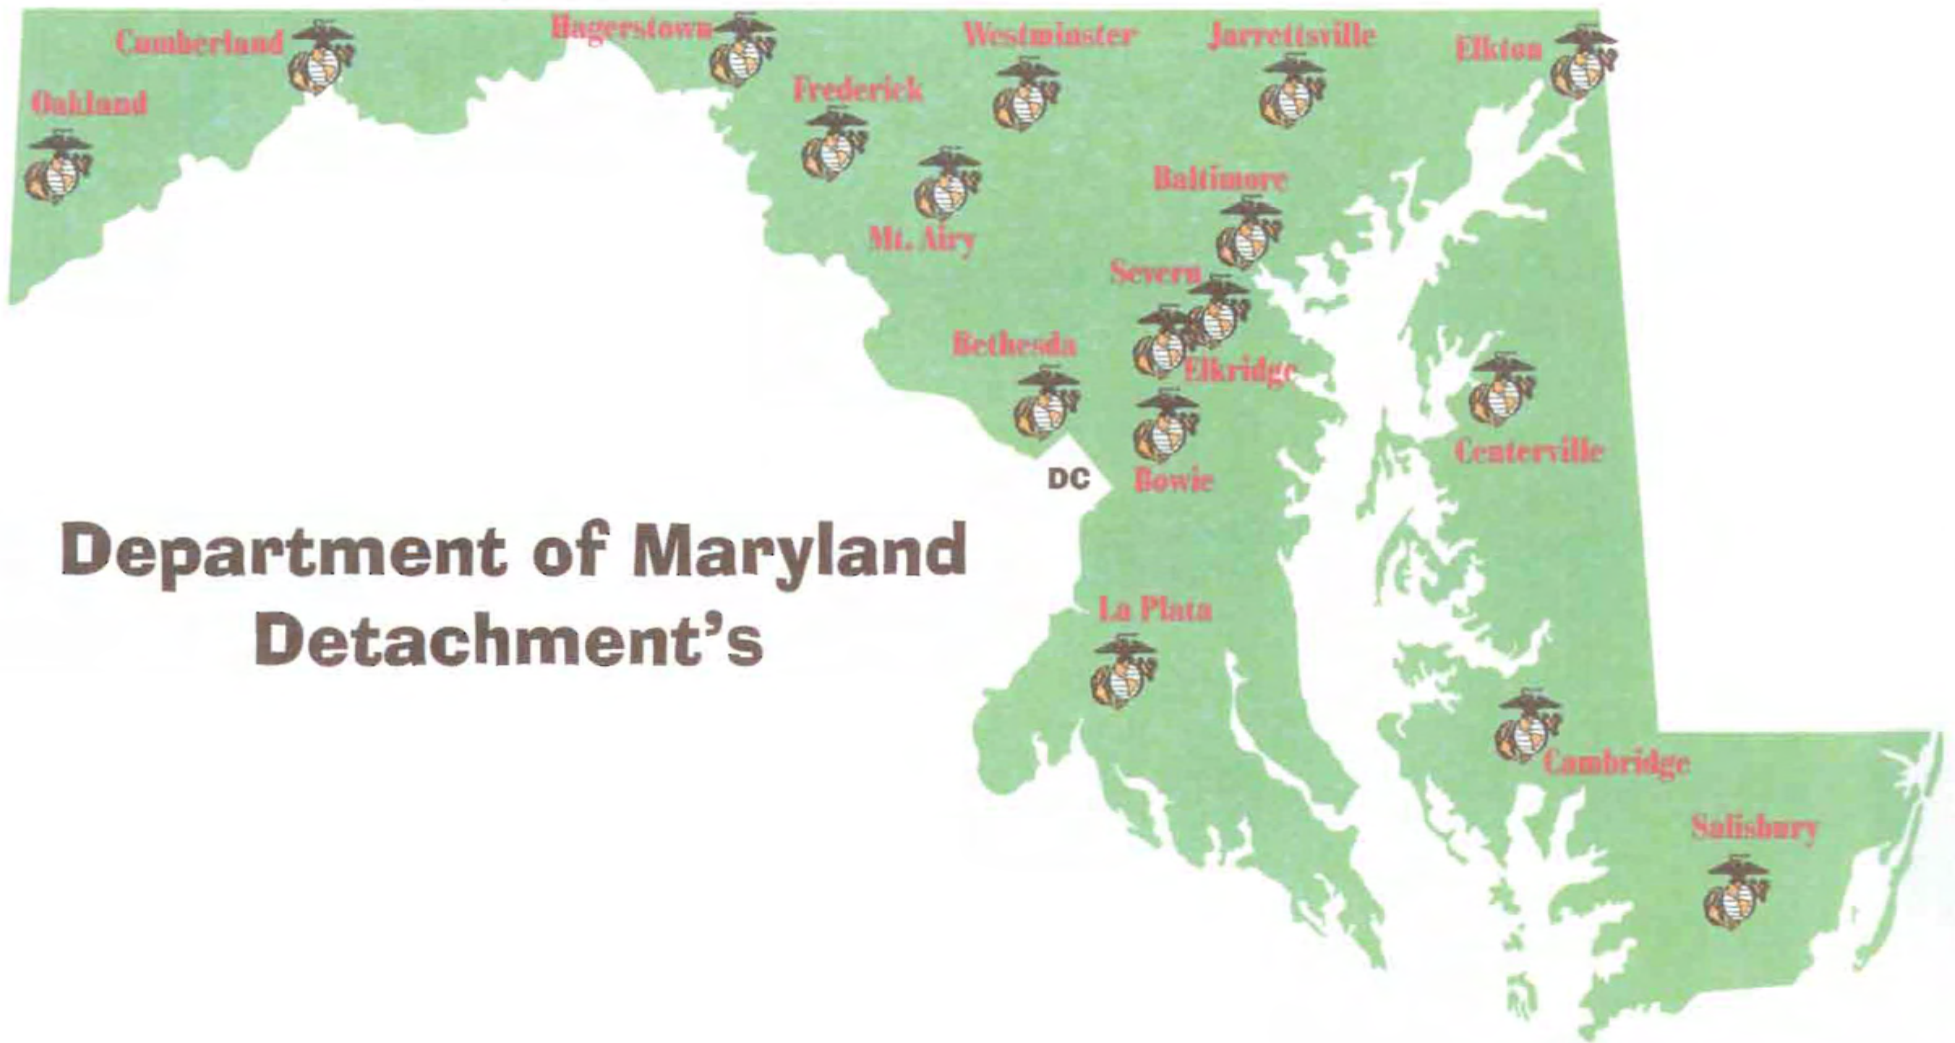 Hagerstown
Westminster
Jarrettsville
Cumberland
Elkton
Frederick
Oakland
Baltimore
Mt. Airy
Severn
Bethesda
Elkridge
Centerville
DC
Bowie
Department of Maryland
Detachment's
La Plata
Cambridge
Salisbury